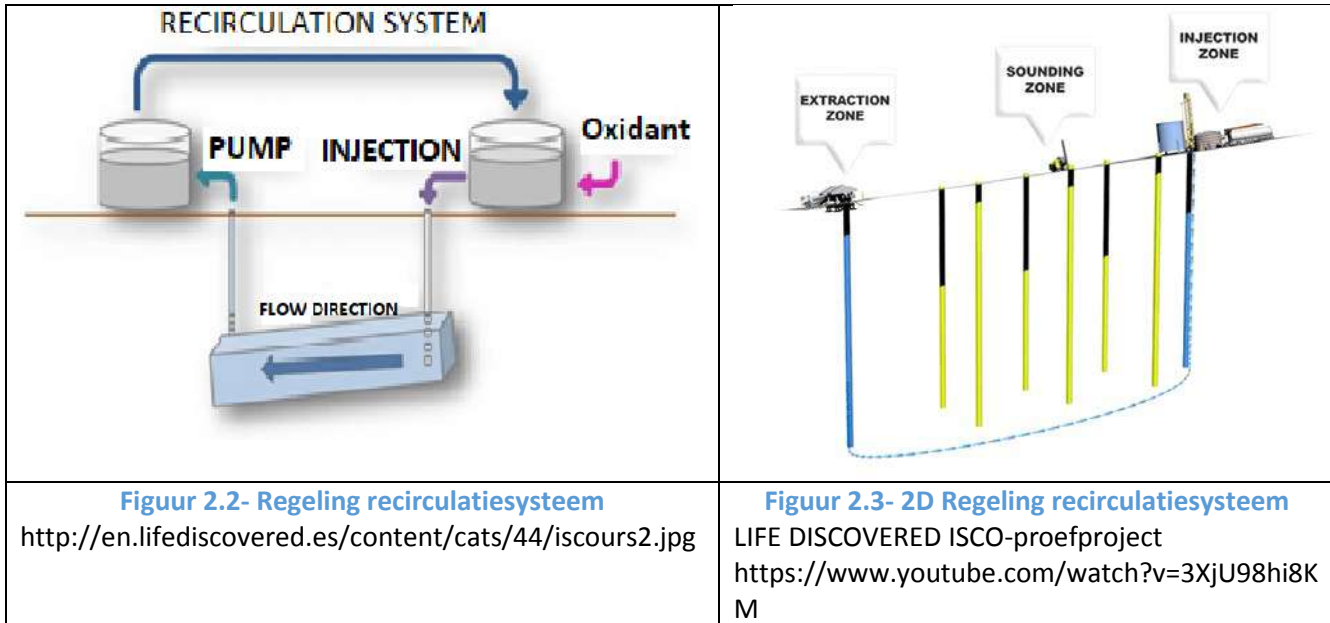 RECIRCULATION SYSTEM
PUMP
INJECTION
Oxidant
FLOW DIRECTION
EXTRACTION
ZONE
SOUNDING
ZONE
INJECTION
ZONE
Figuur 2.2- Regeling recirculatiesysteem
http://en.lifediscovered.es/content/cats/44/iscours2.jpg
Figuur 2.3- 2D Regeling recirculatiesysteem
LIFE DISCOVERED ISCO-proefproject
https://www.youtube.com/watch?v=3XjU98hi8K
M